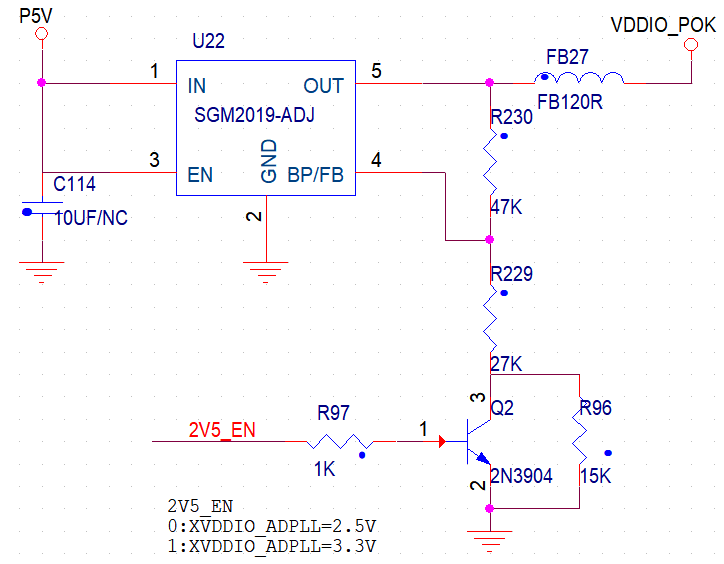 P5V
VDDIO_POK
U22
FB27
1
5
IN
OUT
FB120R
SGM2019-ADJ
R230
GND
3
4
EN
BP/FB
C114
47K
10UF/NC
2
R229
27K
3
Q2
R97
R96
2V5_EN
1
1K
2
2N3904
15K
2V5_EN
0:XVDDIO_ADPLL=2.5V
1:XVDDIO_ADPLL=3.3V